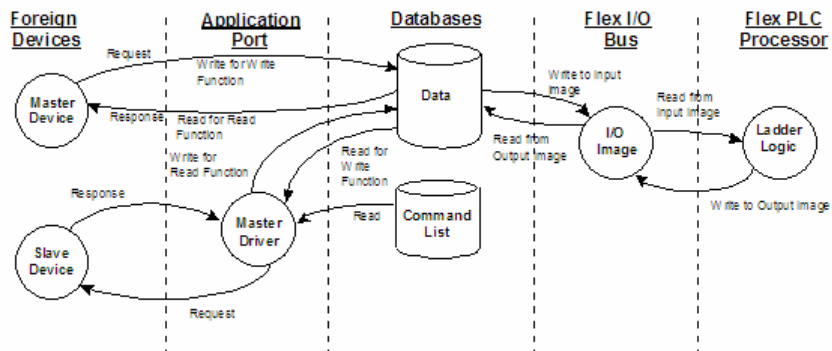 Foreign
Devices
Application
Port
Databases
Flex I/O
Bus
Flex PLC
Processor
Request
Write for Write
Function
Master
Device
Response
Read for Read
Function
Data
Write to Input
Image
Read from
Output Image
I/O
Image
Read from
Input Image
Ladder
Logic
Write to Output Image
Write for
Read Function
Read for
Write
Function
Response
Master
Driver
Read
Command
List
Slave
Device
Request